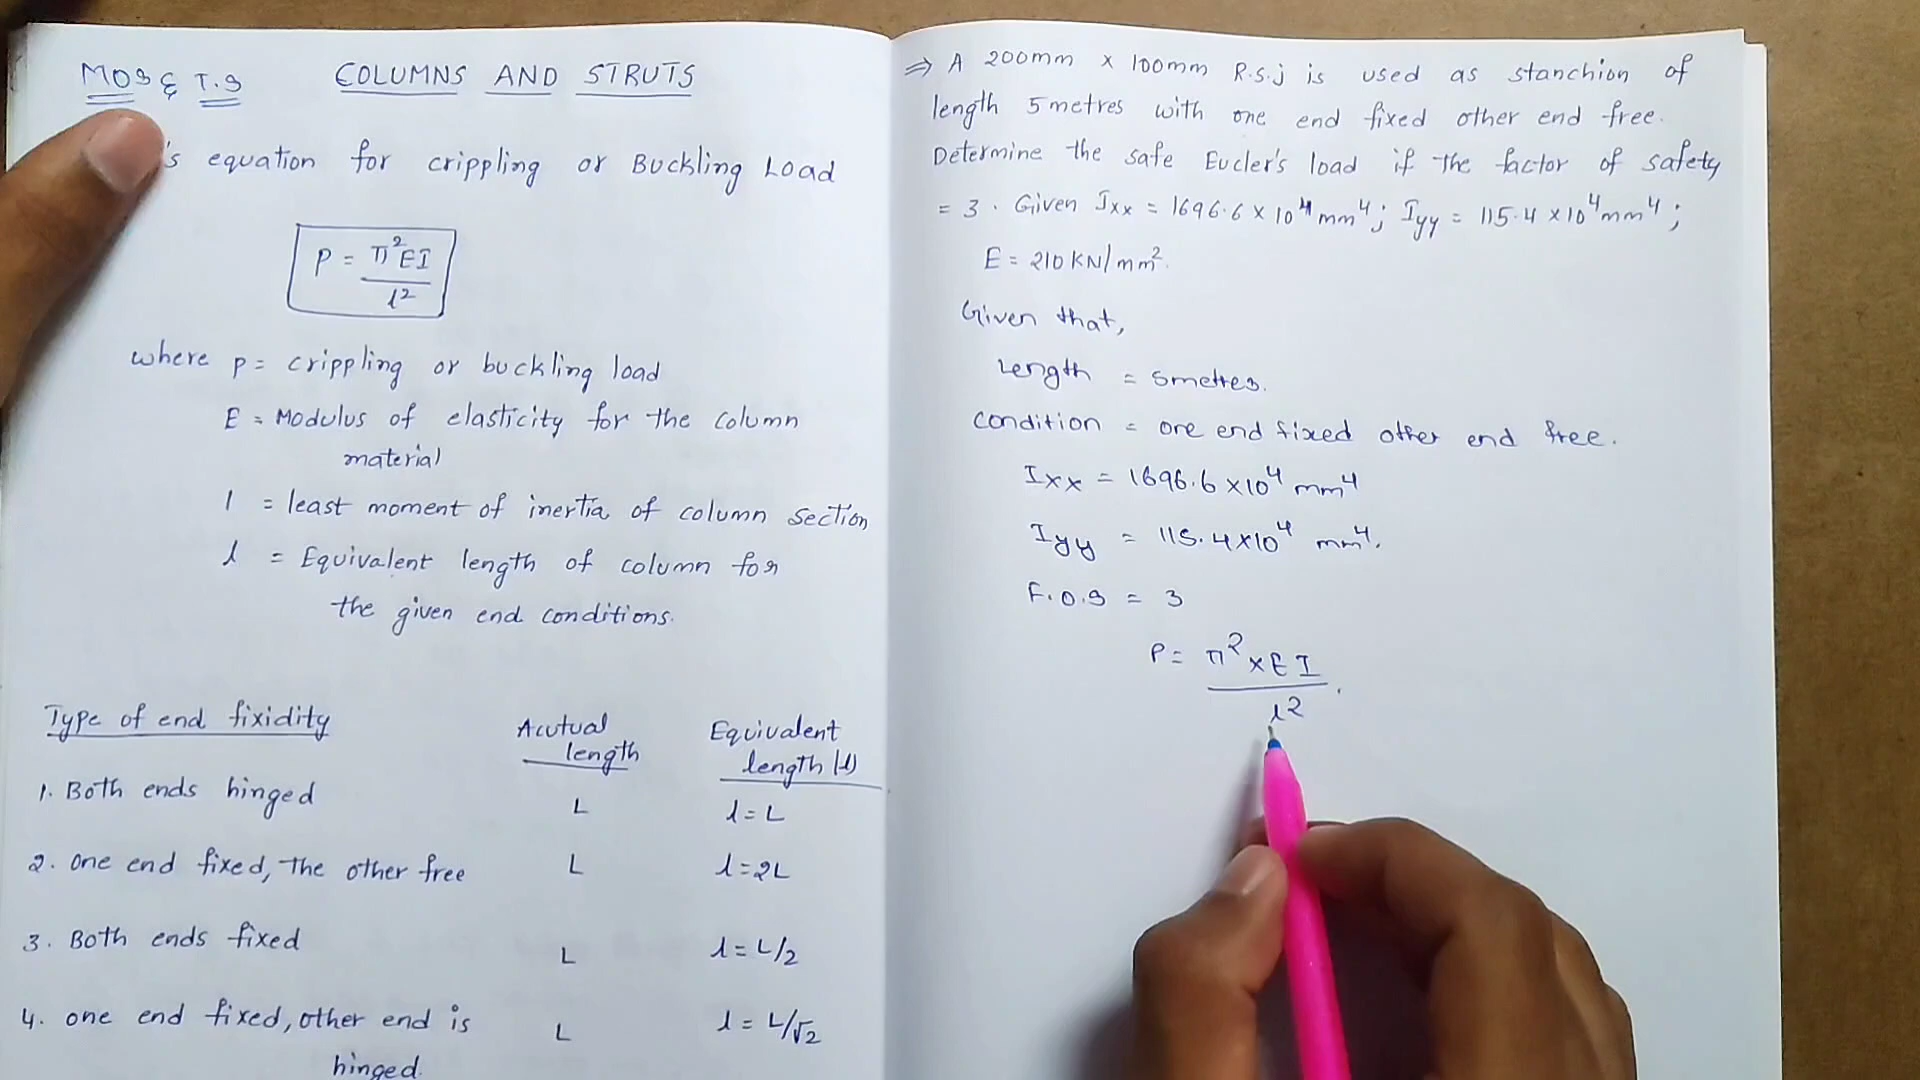 MOS & T.S
COLUMNS AND STRUTS
's equation for crippling or Buckling Load
P = π²EI
l²
where p = crippling or buckling load
E = Modulus of elasticity for the column
material
I = least moment of inertia of column section
l = Equivalent length of column for
the given end conditions.
Type of end fixidity
Acutual
length
Equivalent
length (l)
1. Both ends hinged L l = L
2. one end fixed, the other free L l = 2L
3. Both ends fixed L l = L/2
4. one end fixed, other end is L l = L/√2
hinged.
⇒ A 200mm x 100mm R.s.j is used as stanchion of
length 5metres with one end fixed other end free.
Determine the safe Eucler's load if the factor of safety
= 3. Given Ixx = 1696.6 x 10⁴ mm⁴; Iyy = 115.4 x 10⁴ mm⁴;
E = 210 KN/mm².
Given that,
Length = 5metres.
Condition = one end fixed other end free.
Ixx = 1696.6 x 10⁴ mm⁴
Iyy = 115.4 x 10⁴ mm⁴.
F.O.S = 3
P = π² x E I
l²